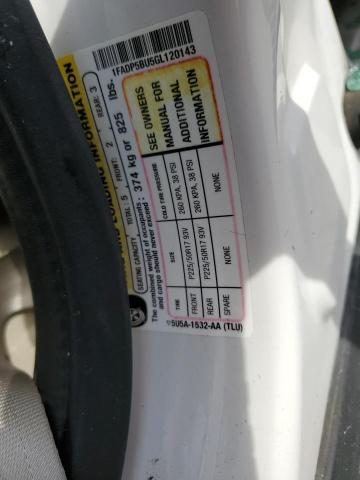 AND LOADING INFORMATION
SEATING CAPACITY TOTAL: 5 FRONT: 2 REAR: 3
The combined weight of occupants and cargo should never exceed: 374 kg or 825 lbs.
TIRE SIZE COLD TIRE PRESSURE
FRONT P225/50R17 93V 260 KPA, 38 PSI
REAR P225/50R17 93V 260 KPA, 38 PSI
SPARE NONE NONE
SEE OWNERS
MANUAL FOR
ADDITIONAL
INFORMATION
5U5A-1532-AA (TLU)
1FADP5BU5GL120143